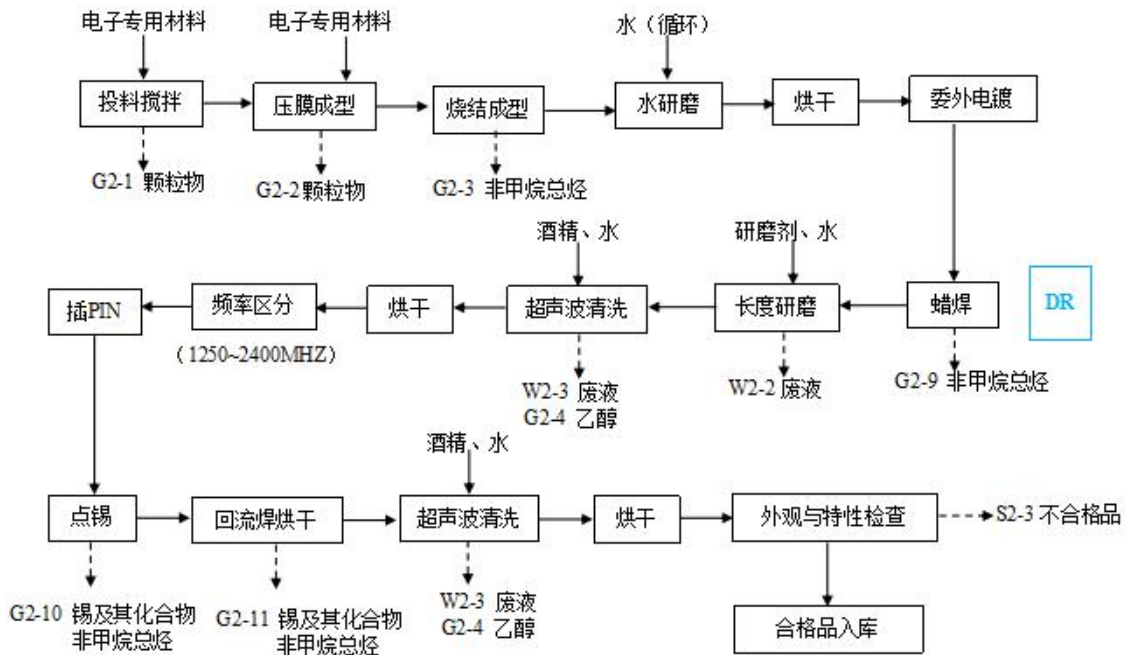 电子专用材料
电子专用材料
水（循环）
投料搅拌
压膜成型
烧结成型
水研磨
烘干
委外电镀
G2-1 颗粒物
G2-2颗粒物
G2-3 非甲烷总烃
酒精、水
研磨剂、水
插PIN
频率区分
烘干
超声波清洗
长度研磨
蜡焊
DR
（1250~2400MHZ）
W2-3 废液
G2-4 乙醇
W2-2 废液
G2-9 非甲烷总烃
酒精、水
点锡
回流焊烘干
超声波清洗
烘干
外观与特性检查
S2-3 不合格品
G2-10 锡及其化合物
非甲烷总烃
G2-11 锡及其化合物
非甲烷总烃
W2-3 废液
G2-4 乙醇
合格品入库